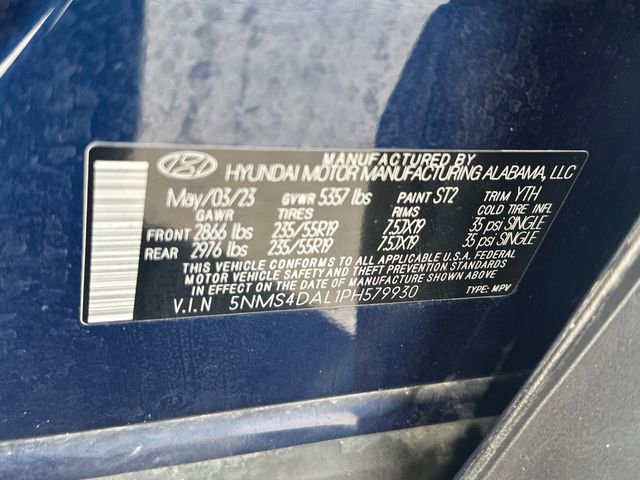 MANUFACTURED BY
HYUNDAI MOTOR MANUFACTURING ALABAMA, LLC
May/03/23 GVWR 5357 lbs PAINT ST2 TRIM YTH
GAWR TIRES RIMS COLD TIRE INFL
FRONT 2866 lbs 235/55R19 7.5JX19 35 psi SINGLE
REAR 2976 lbs 235/55R19 7.5JX19 35 psi SINGLE
THIS VEHICLE CONFORMS TO ALL APPLICABLE U.S.A. FEDERAL
MOTOR VEHICLE SAFETY AND THEFT PREVENTION STANDARDS
IN EFFECT ON THE DATE OF MANUFACTURE SHOWN ABOVE
V.I.N 5NMS4DAL1PH579930 TYPE: MPV